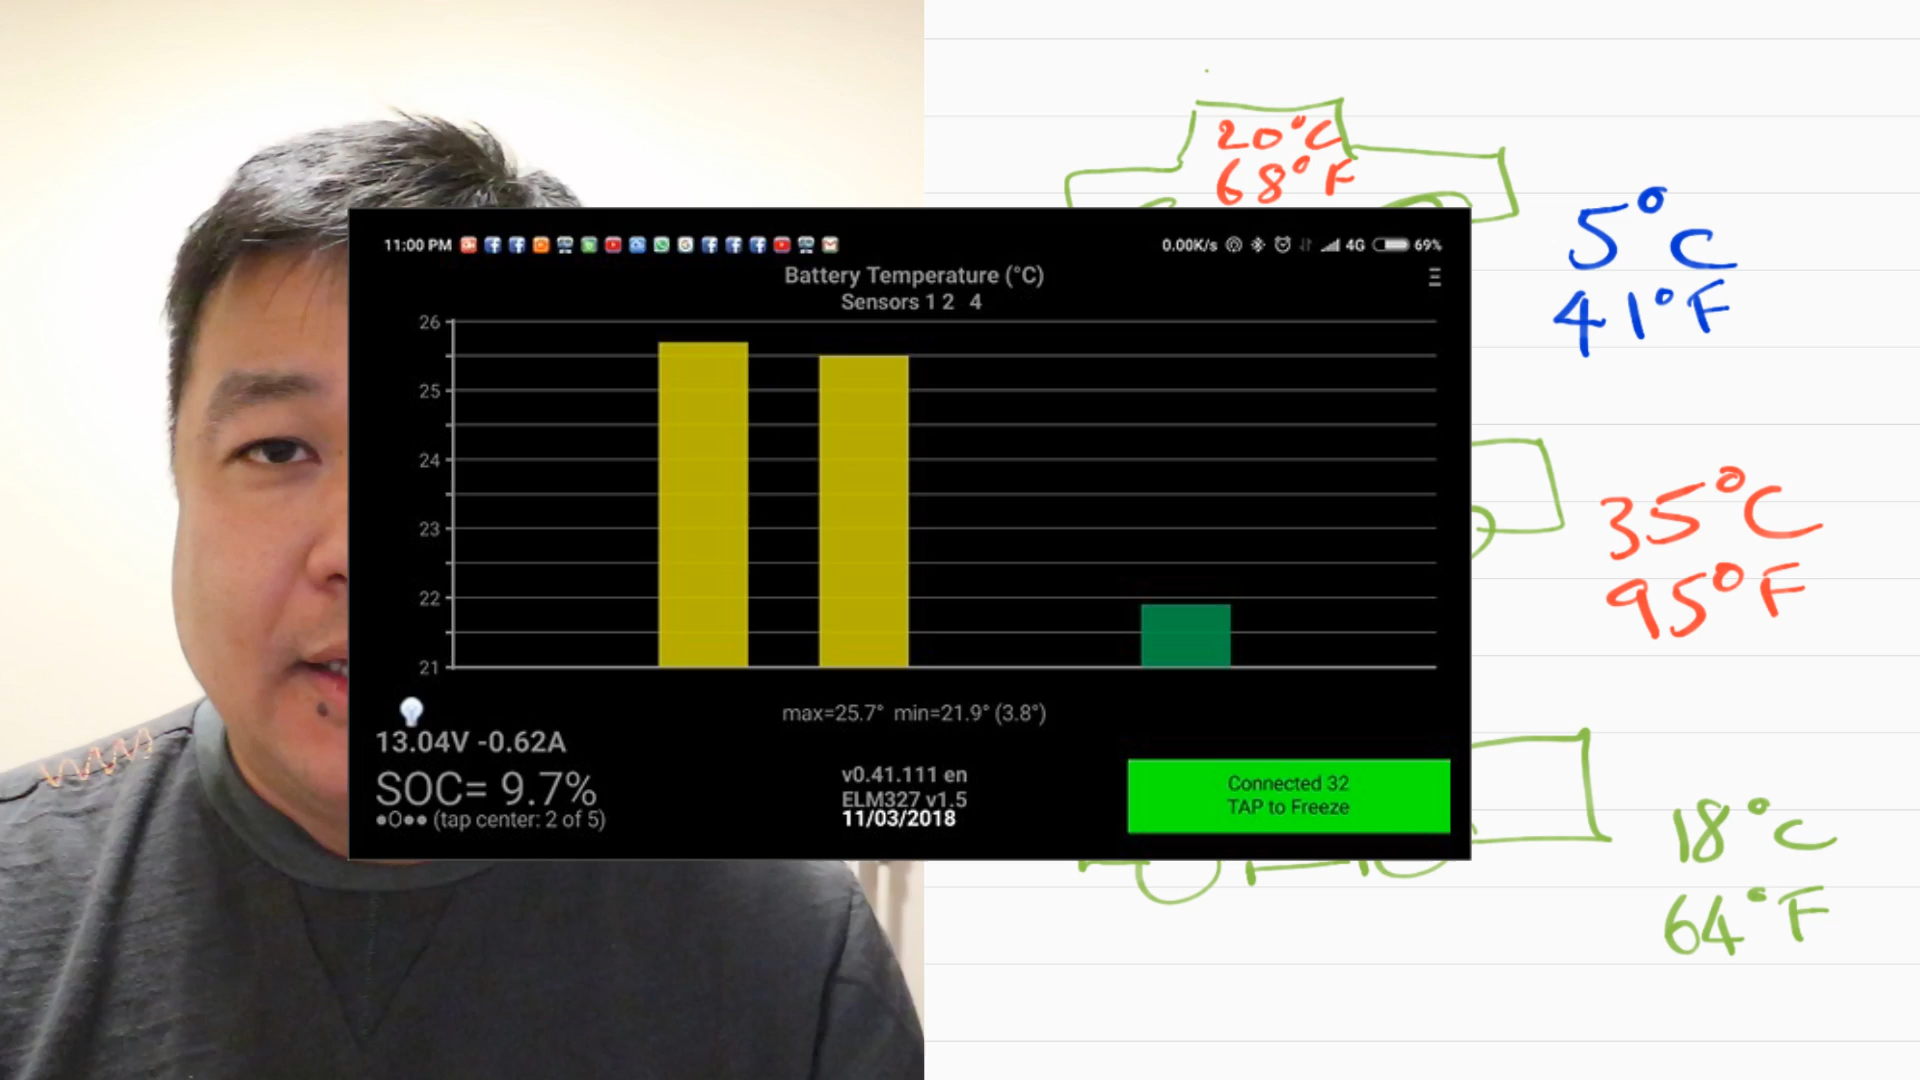 20°C
68°F
5°C
41°F
35°C
95°F
18°C
64°F
11:00 PM 0.00K/s 4G 69%
Battery Temperature (°C)
Sensors 1 2 4
26
25
24
23
22
21
max=25.7° min=21.9° (3.8°)
13.04V -0.62A
SOC= 9.7%
●O●● (tap center: 2 of 5)
v0.41.111 en
ELM327 v1.5
11/03/2018
Connected 32
TAP to Freeze